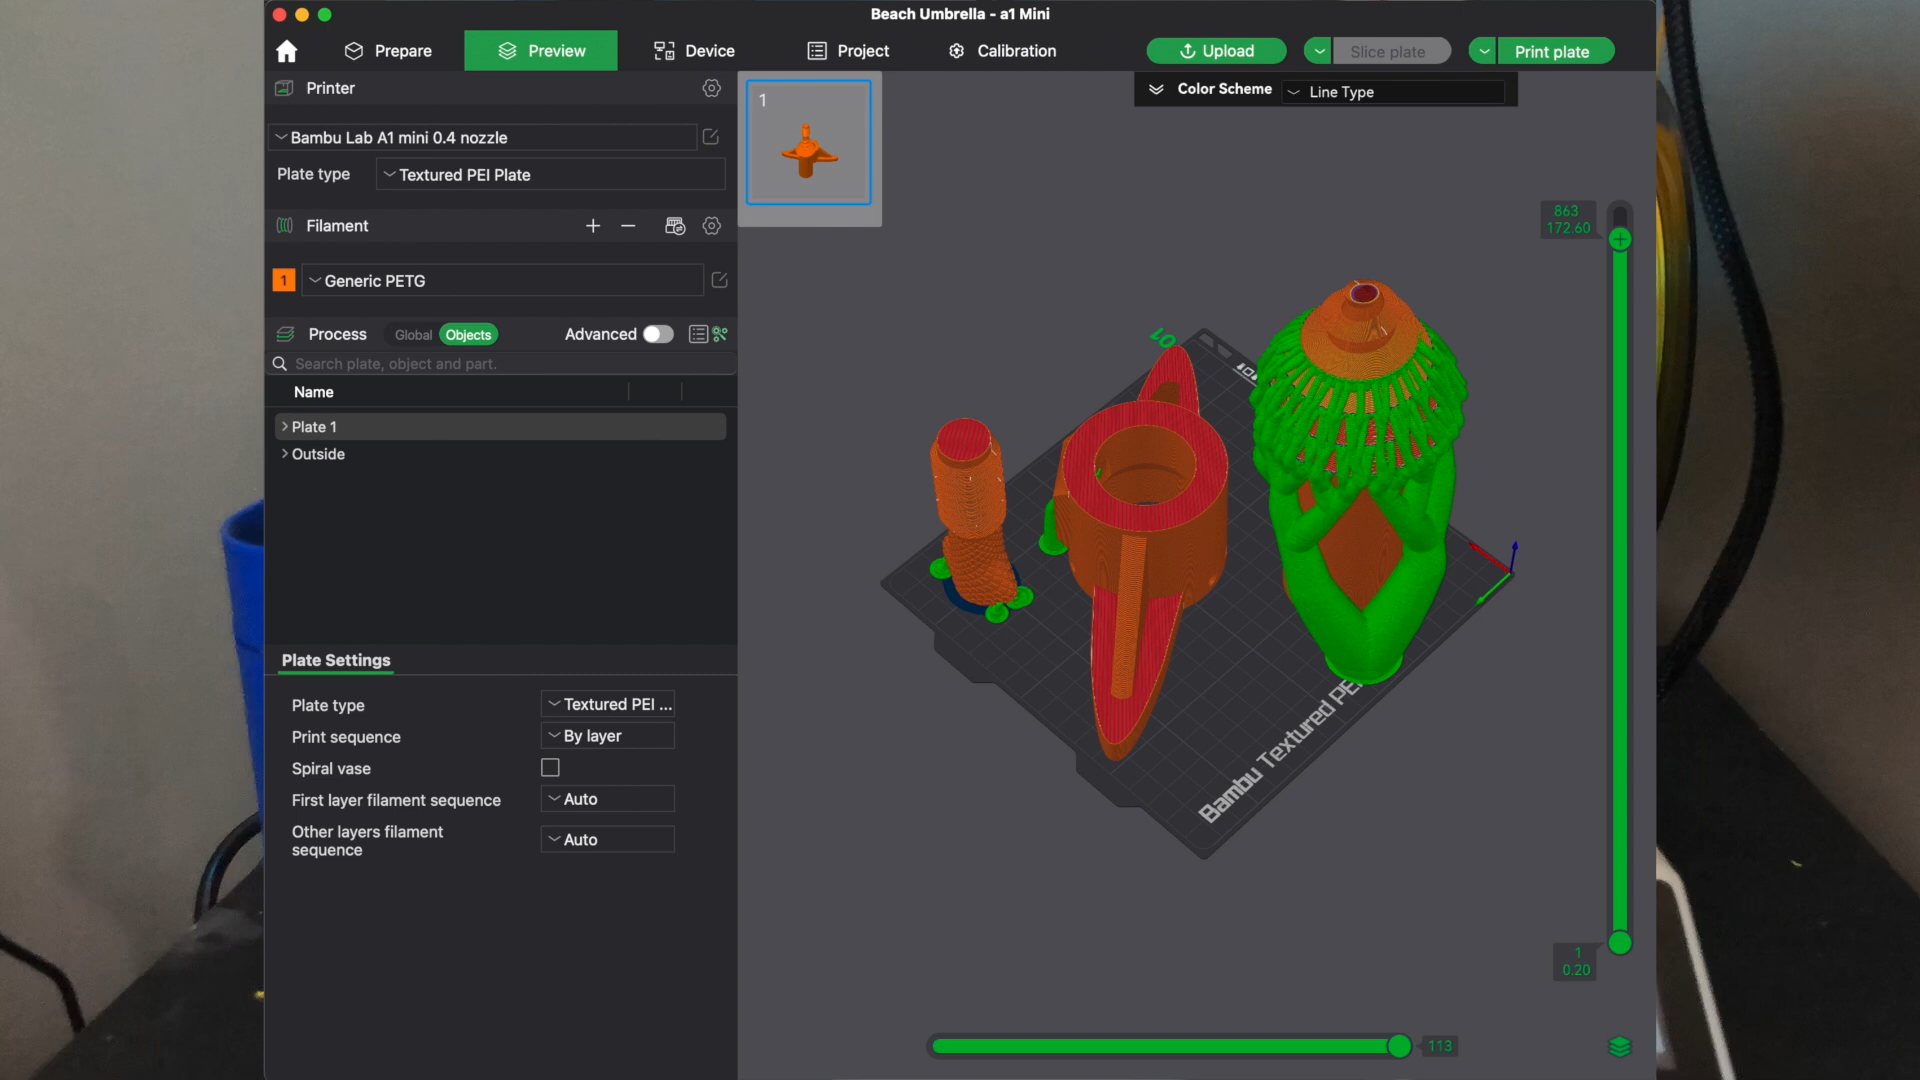 Beach Umbrella - a1 Mini
Prepare
Preview
Device
Project
Calibration
Upload
Slice plate
Print plate
Printer
Bambu Lab A1 mini 0.4 nozzle
Plate type
Textured PEI Plate
Filament
1
Generic PETG
Process
Global
Objects
Advanced
Search plate, object and part.
Name
Plate 1
Outside
Plate Settings
Plate type
Textured PEI ...
Print sequence
By layer
Spiral vase
First layer filament sequence
Auto
Other layers filament
sequence
Auto
1
Color Scheme
Line Type
863
172.60
01
Bambu Textured PEI
1
0.20
113